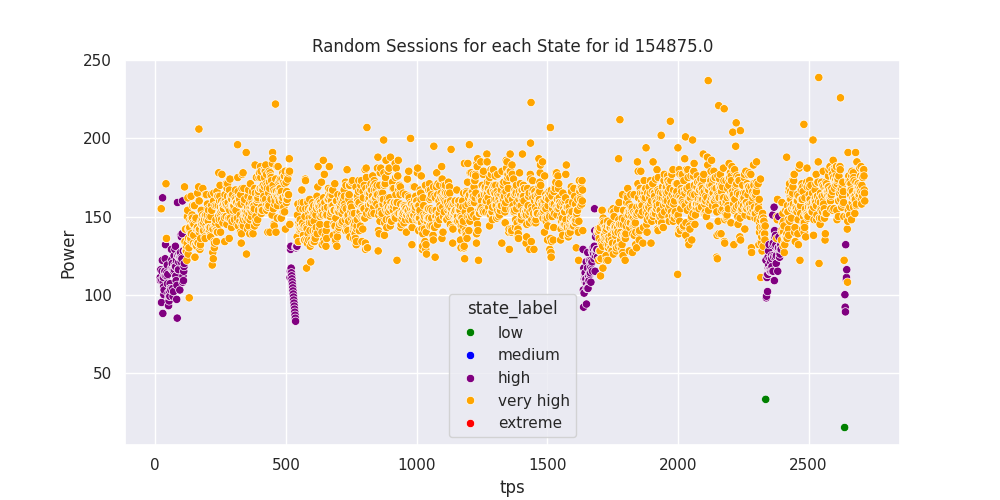 Random Sessions for each State for id 154875.0
250
200
150
100
50
Power
0
500
1000
1500
2000
2500
tps
state_label
low
medium
high
very high
extreme